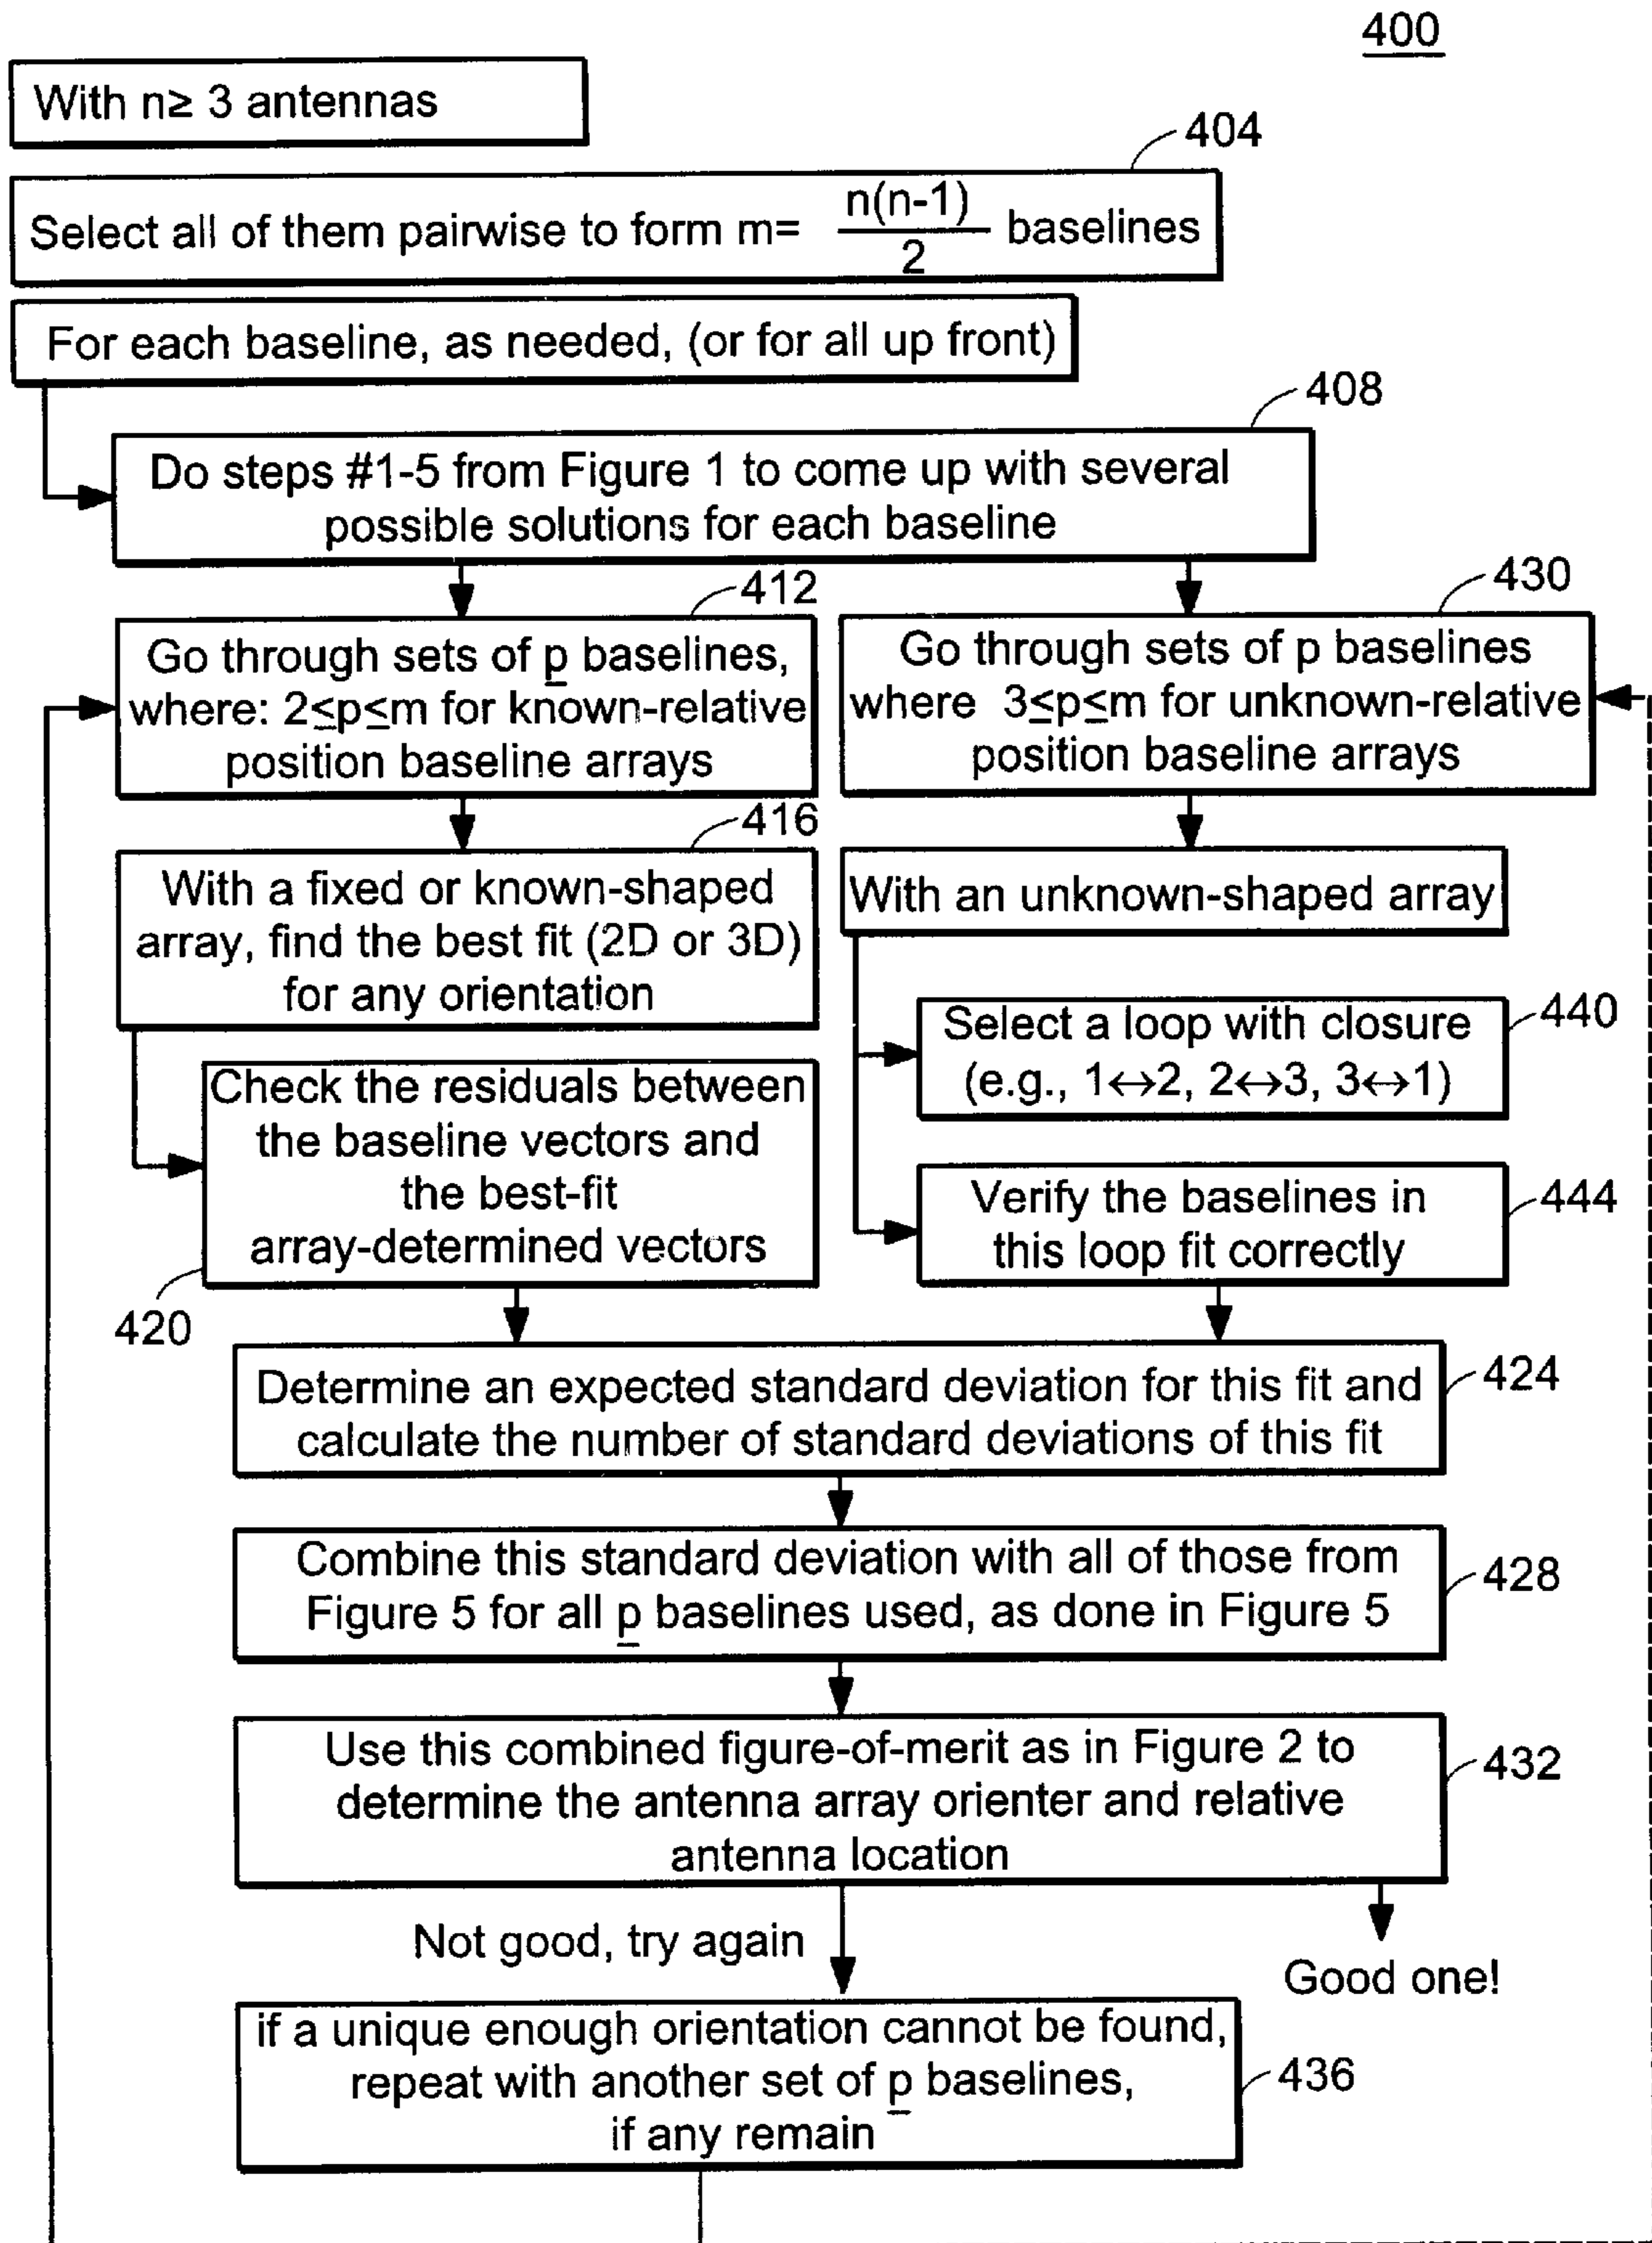 400
With n≥ 3 antennas
404
Select all of them pairwise to form m= n(n-1)/2 baselines
For each baseline, as needed, (or for all up front)
408
Do steps #1-5 from Figure 1 to come up with several
possible solutions for each baseline
412
Go through sets of p baselines,
where: 2≤p≤m for known-relative
position baseline arrays
430
Go through sets of p baselines
where 3≤p≤m for unknown-relative
position baseline arrays
416
With a fixed or known-shaped
array, find the best fit (2D or 3D)
for any orientation
With an unknown-shaped array
Select a loop with closure
(e.g., 1↔2, 2↔3, 3↔1)
440
Check the residuals between
the baseline vectors and
the best-fit
array-determined vectors
420
Verify the baselines in
this loop fit correctly
444
Determine an expected standard deviation for this fit and
calculate the number of standard deviations of this fit
424
Combine this standard deviation with all of those from
Figure 5 for all p baselines used, as done in Figure 5
428
Use this combined figure-of-merit as in Figure 2 to
determine the antenna array orienter and relative
antenna location
432
Not good, try again
Good one!
if a unique enough orientation cannot be found,
repeat with another set of p baselines,
if any remain
436